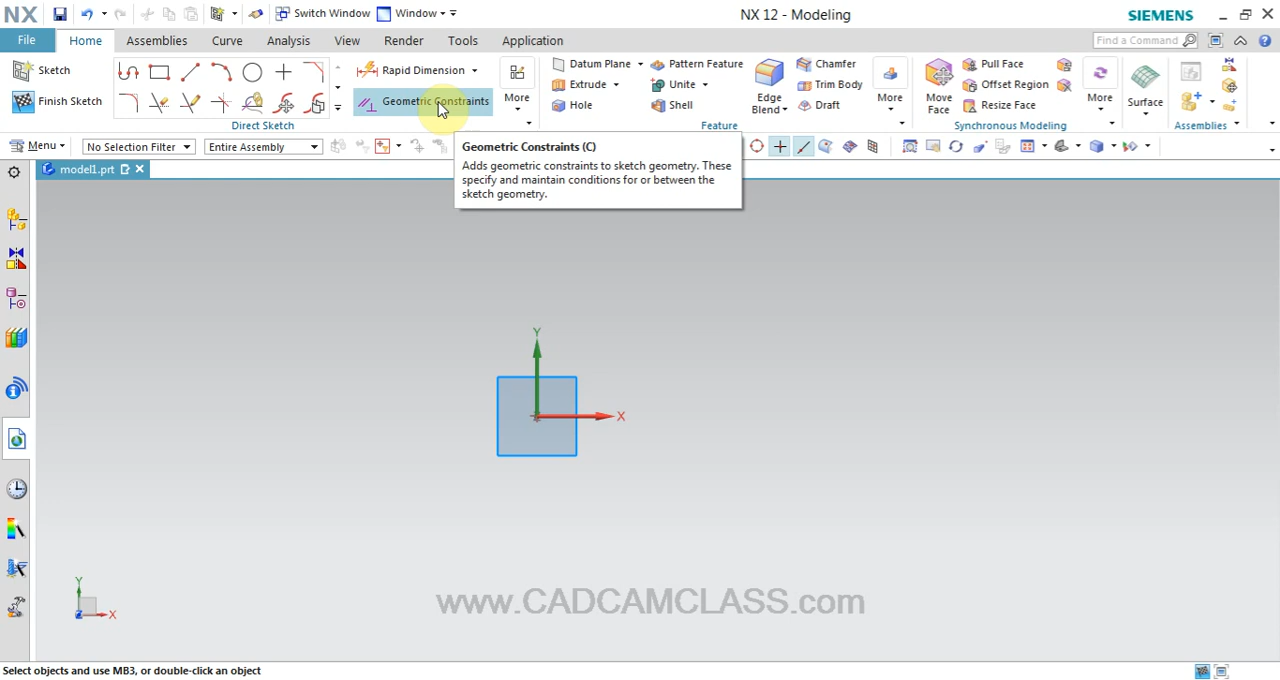 NX Switch Window Window NX 12 - Modeling SIEMENS
File Home Assemblies Curve Analysis View Render Tools Application Find a Command
Sketch Rapid Dimension Datum Plane Pattern Feature Chamfer Pull Face
Finish Sketch Geometric Constraints More Extrude Unite Edge Blend Trim Body More Move Face Offset Region More Surface
Hole Shell Draft Resize Face
Direct Sketch Feature Synchronous Modeling Assemblies
Menu No Selection Filter Entire Assembly
Geometric Constraints (C)
Adds geometric constraints to sketch geometry. These
specify and maintain conditions for or between the
sketch geometry.
model1.prt
Y
X
Y
X
www.CADCAMCLASS.com
Select objects and use MB3, or double-click an object